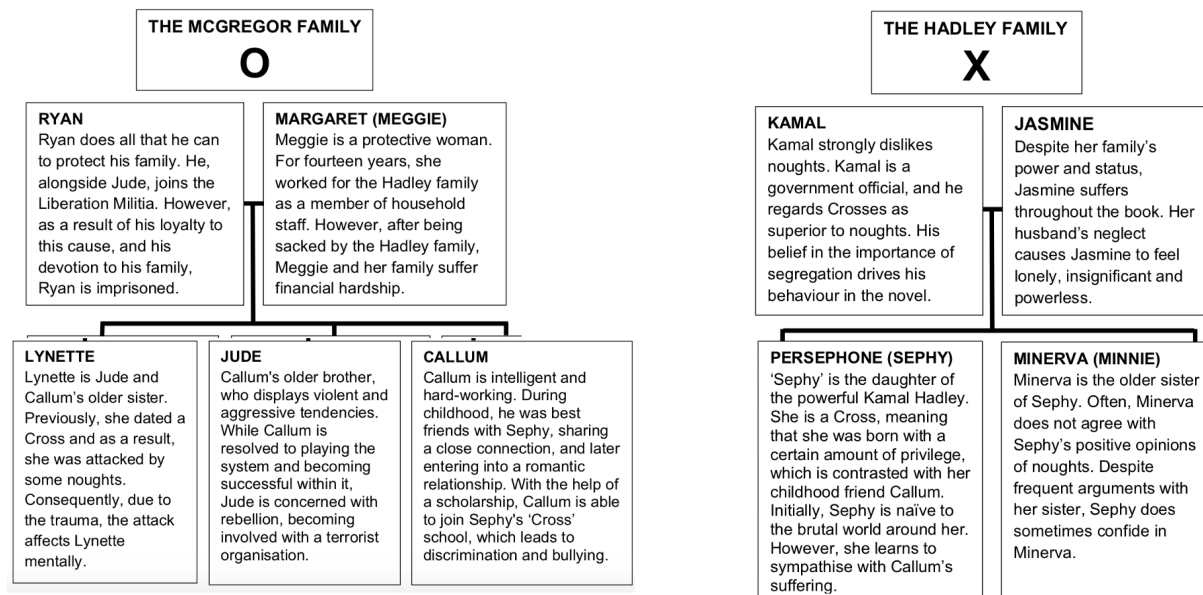 THE MCGREGOR FAMILY
O
RYAN
Ryan does all that he can
to protect his family. He,
alongside Jude, joins the
Liberation Militia. However,
as a result of his loyalty to
this cause, and his
devotion to his family,
Ryan is imprisoned.
MARGARET (MEGGIE)
Meggie is a protective woman.
For fourteen years, she
worked for the Hadley family
as a member of household
staff. However, after being
sacked by the Hadley family,
Meggie and her family suffer
financial hardship.
LYNETTE
Lynette is Jude and
Callum's older sister.
Previously, she dated a
Cross and as a result,
she was attacked by
some noughts.
Consequently, due to
the trauma, the attack
affects Lynette
mentally.
JUDE
Callum's older brother,
who displays violent and
aggressive tendencies.
While Callum is
resolved to playing the
system and becoming
successful within it,
Jude is concerned with
rebellion, becoming
involved with a terrorist
organisation.
CALLUM
Callum is intelligent and
hard-working. During
childhood, he was best
friends with Sephy, sharing
a close connection, and later
entering into a romantic
relationship. With the help of
a scholarship, Callum is able
to join Sephy's 'Cross'
school, which leads to
discrimination and bullying.
THE HADLEY FAMILY
X
KAMAL
Kamal strongly dislikes
noughts. Kamal is a
government official, and he
regards Crosses as
superior to noughts. His
belief in the importance of
segregation drives his
behaviour in the novel.
JASMINE
Despite her family's
power and status,
Jasmine suffers
throughout the book. Her
husband's neglect
causes Jasmine to feel
lonely, insignificant and
powerless.
PERSEPHONE (SEPHY)
'Sephy' is the daughter of
the powerful Kamal Hadley.
She is a Cross, meaning
that she was born with a
certain amount of privilege,
which is contrasted with her
childhood friend Callum.
Initially, Sephy is naïve to
the brutal world around her.
However, she learns to
sympathise with Callum's
suffering.
MINERVA (MINNIE)
Minerva is the older sister
of Sephy. Often, Minerva
does not agree with
Sephy's positive opinions
of noughts. Despite
frequent arguments with
her sister, Sephy does
sometimes confide in
Minerva.